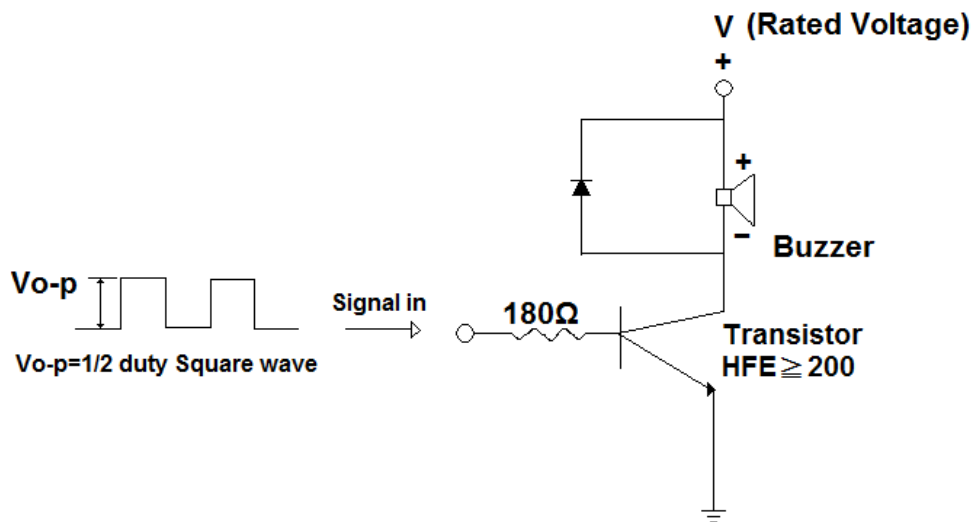 V (Rated Voltage)
+
+
−
Buzzer
Vo-p
Signal in
180Ω
Transistor
HFE≧200
Vo-p=1/2 duty Square wave